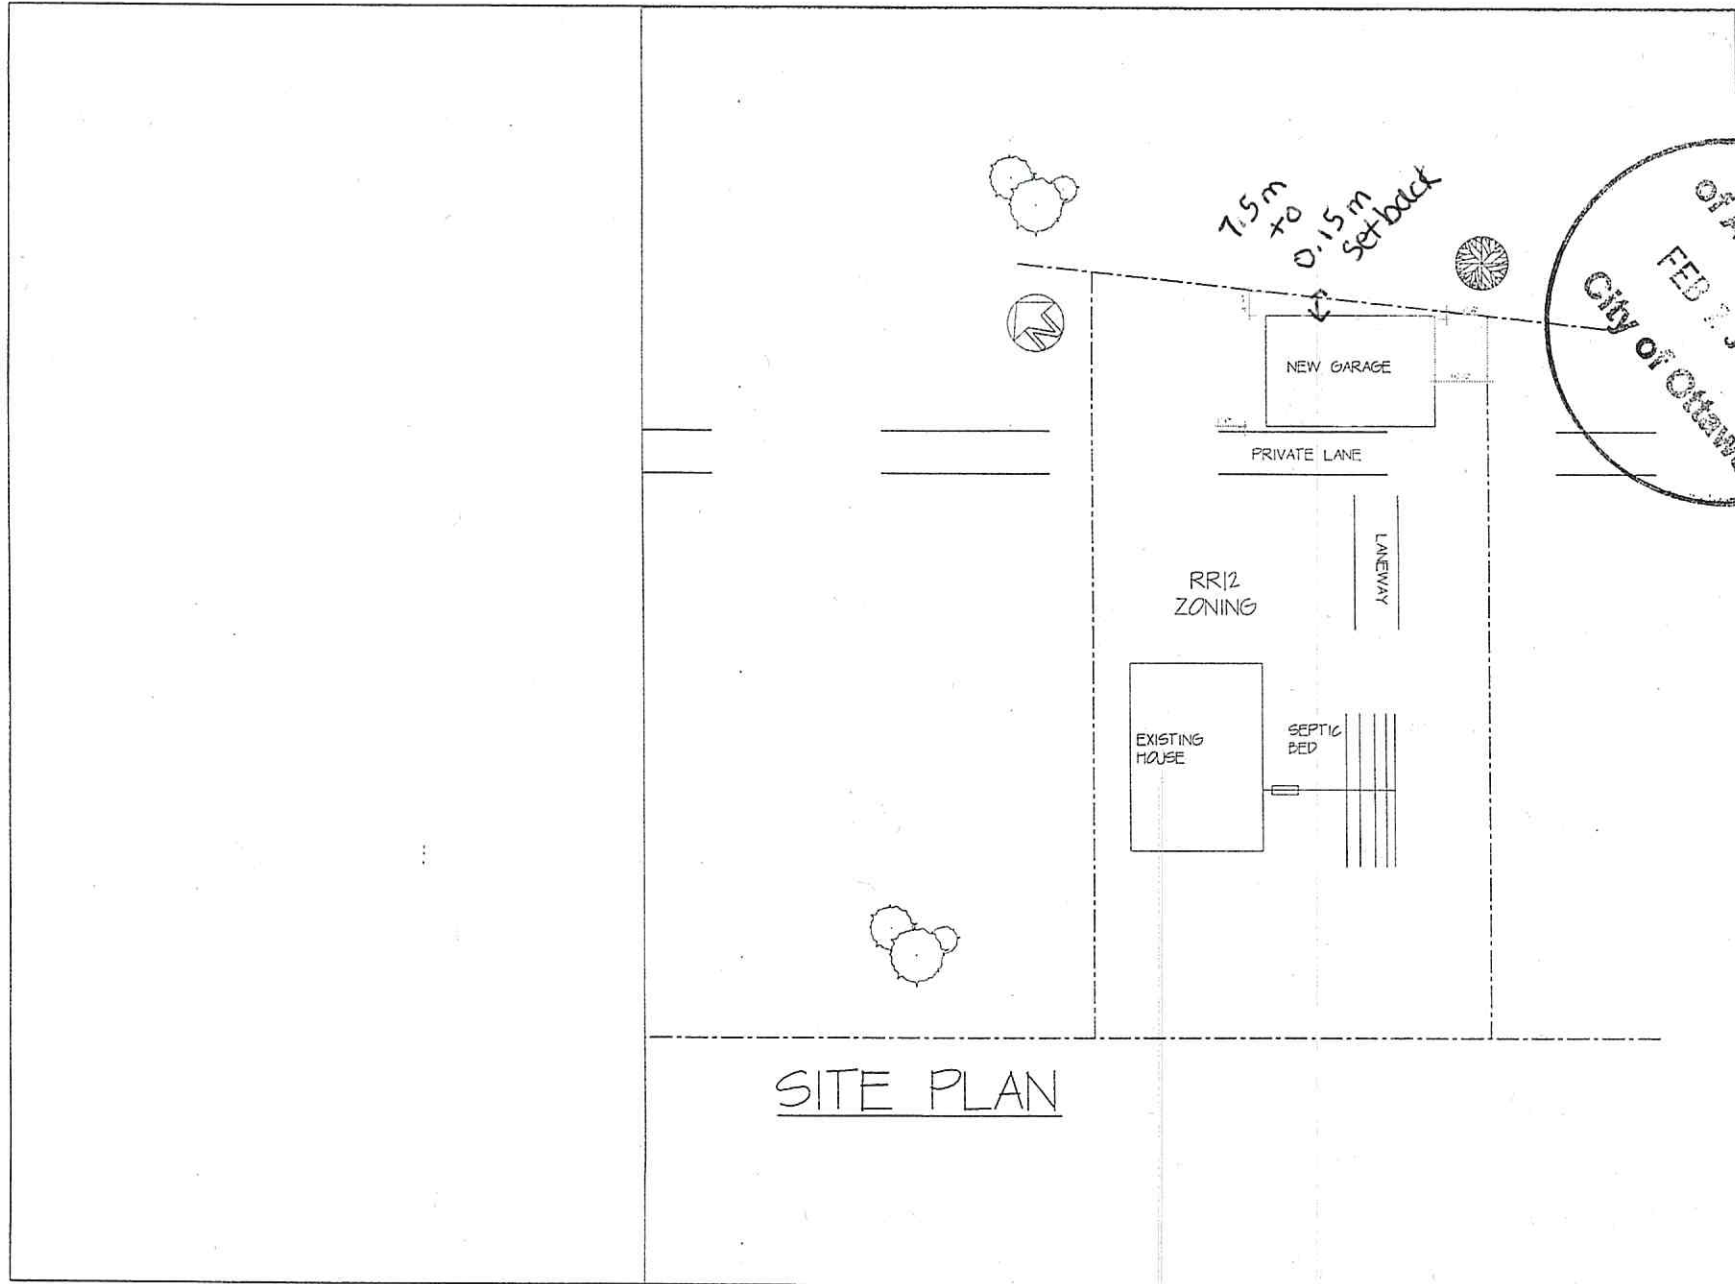 7.5m
to
0.15m
setback
NEW GARAGE
PRIVATE LANE
LANEWAY
RR12
ZONING
EXISTING
HOUSE
SEPTIC
BED
SITE PLAN
N
of
FEB
City of Ottawa